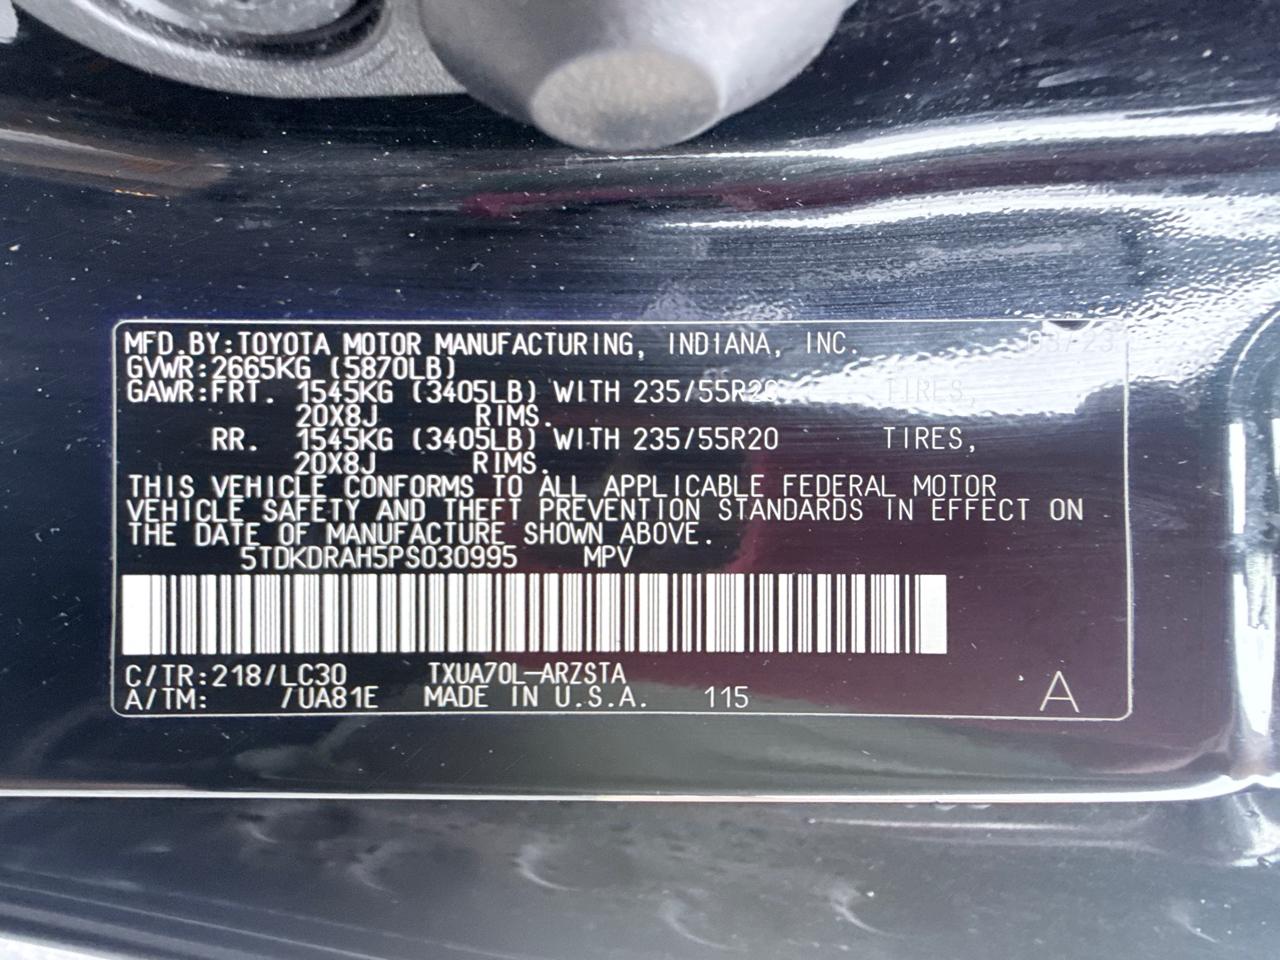 MFD.BY:TOYOTA MOTOR MANUFACTURING, INDIANA, INC. 03/23
GVWR:2665KG (5870LB)
GAWR:FRT. 1545KG (3405LB) WITH 235/55R20 TIRES,
20X8J RIMS.
RR. 1545KG (3405LB) WITH 235/55R20 TIRES,
20X8J RIMS.
THIS VEHICLE CONFORMS TO ALL APPLICABLE FEDERAL MOTOR
VEHICLE SAFETY AND THEFT PREVENTION STANDARDS IN EFFECT ON
THE DATE OF MANUFACTURE SHOWN ABOVE.
5TDKDRAH5PS030995 MPV
C/TR:218/LC30 TXUA70L-ARZSTA
A/TM: /UA81E MADE IN U.S.A. 115 A